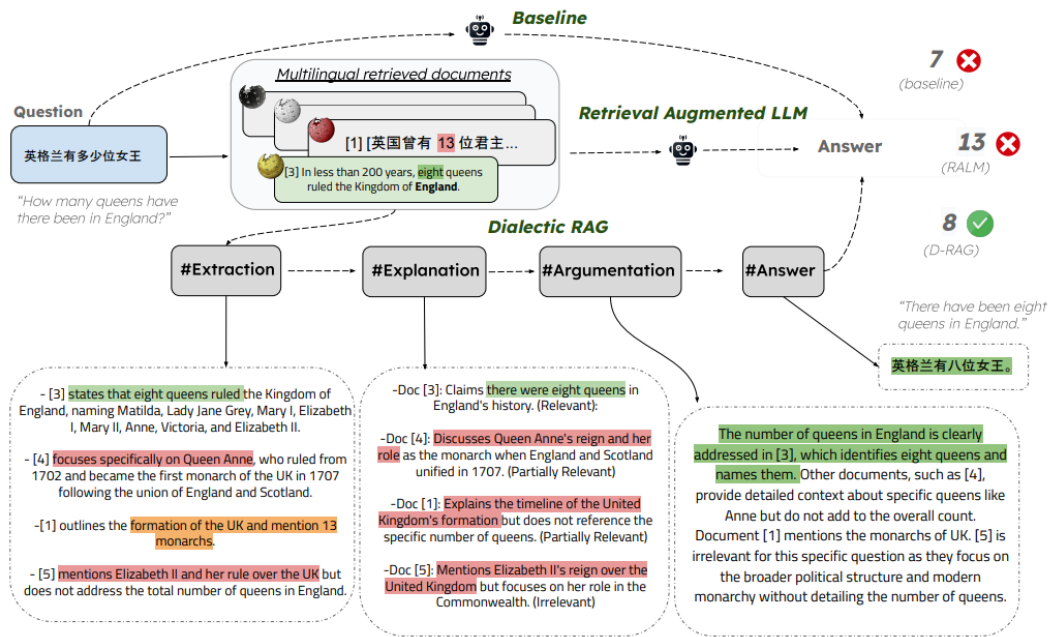 Baseline
7
(baseline)
Multilingual retrieved documents
Question
英格兰有多少位女王
"How many queens have
there been in England?"
[1] [英国曾有 13 位君主...
[3] In less than 200 years, eight queens
ruled the Kingdom of England.
Retrieval Augmented LLM
Answer
13
(RALM)
8
(D-RAG)
Dialectic RAG
#Extraction
#Explanation
#Argumentation
#Answer
"There have been eight
queens in England."
英格兰有八位女王。
- [3] states that eight queens ruled the Kingdom of
England, naming Matilda, Lady Jane Grey, Mary I, Elizabeth
I, Mary II, Anne, Victoria, and Elizabeth II.
- [4] focuses specifically on Queen Anne, who ruled from
1702 and became the first monarch of the UK in 1707
following the union of England and Scotland.
-[1] outlines the formation of the UK and mention 13
monarchs.
- [5] mentions Elizabeth II and her rule over the UK but
does not address the total number of queens in England.
-Doc [3]: Claims there were eight queens in
England's history. (Relevant):
-Doc [4]: Discusses Queen Anne's reign and her
role as the monarch when England and Scotland
unified in 1707. (Partially Relevant)
-Doc [1]: Explains the timeline of the United
Kingdom's formation but does not reference the
specific number of queens. (Partially Relevant)
-Doc [5]: Mentions Elizabeth II's reign over the
United Kingdom but focuses on her role in the
Commonwealth. (Irrelevant)
The number of queens in England is clearly
addressed in [3], which identifies eight queens and
names them. Other documents, such as [4],
provide detailed context about specific queens like
Anne but do not add to the overall count.
Document [1] mentions the monarchs of UK. [5] is
irrelevant for this specific question as they focus on
the broader political structure and modern
monarchy without detailing the number of queens.